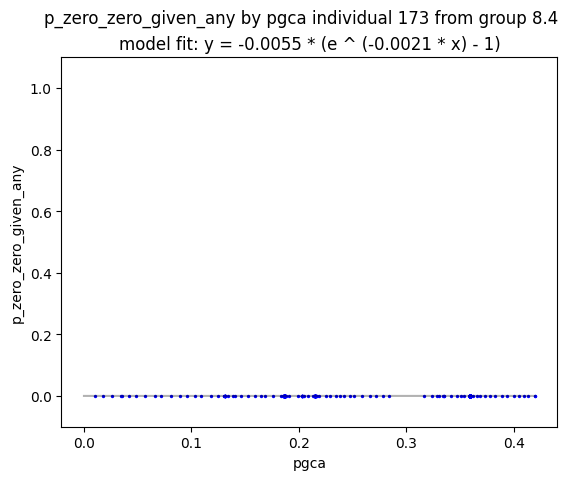 p_zero_zero_given_any by pgca individual 173 from group 8.4
model fit: y = -0.0055 * (e ^ (-0.0021 * x) - 1)
1.0
0.8
0.6
0.4
0.2
0.0
p_zero_zero_given_any
0.0 0.1 0.2 0.3 0.4
pgca